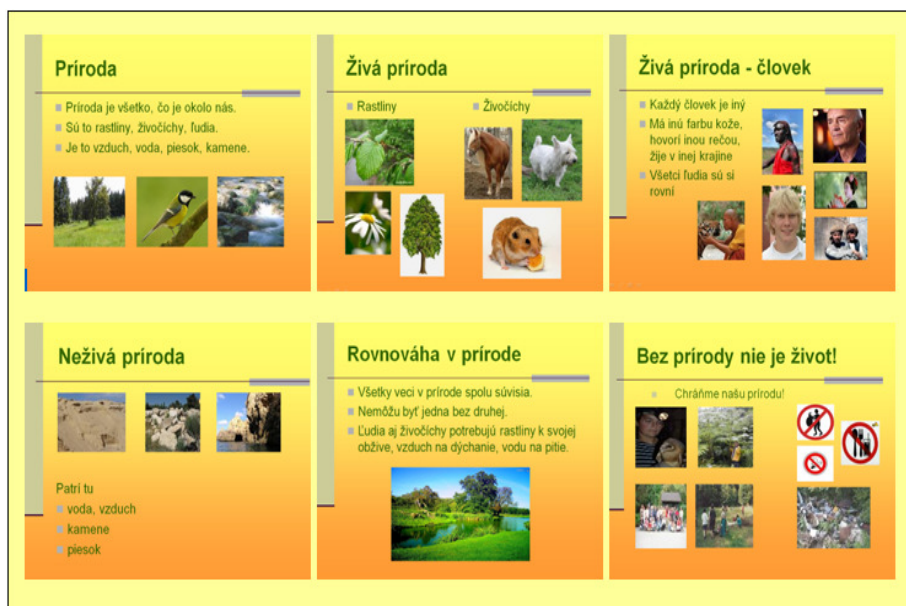 Príroda
Príroda je všetko, čo je okolo nás.
Sú to rastliny, živočíchy, ľudia.
Je to vzduch, voda, piesok, kamene.
Živá príroda
Rastliny
Živočíchy
Živá príroda - človek
Každý človek je iný
Má inú farbu kože,
hovorí inou rečou,
žije v inej krajine
Všetci ľudia sú si
rovní
Neživá príroda
Patrí tu
voda, vzduch
kamene
piesok
Rovnováha v prírode
Všetky veci v prírode spolu súvisia.
Nemôžu byť jedna bez druhej.
Ľudia aj živočíchy potrebujú rastliny k svojej
obžive, vzduch na dýchanie, vodu na pitie.
Bez prírody nie je život!
Chráňme našu prírodu!